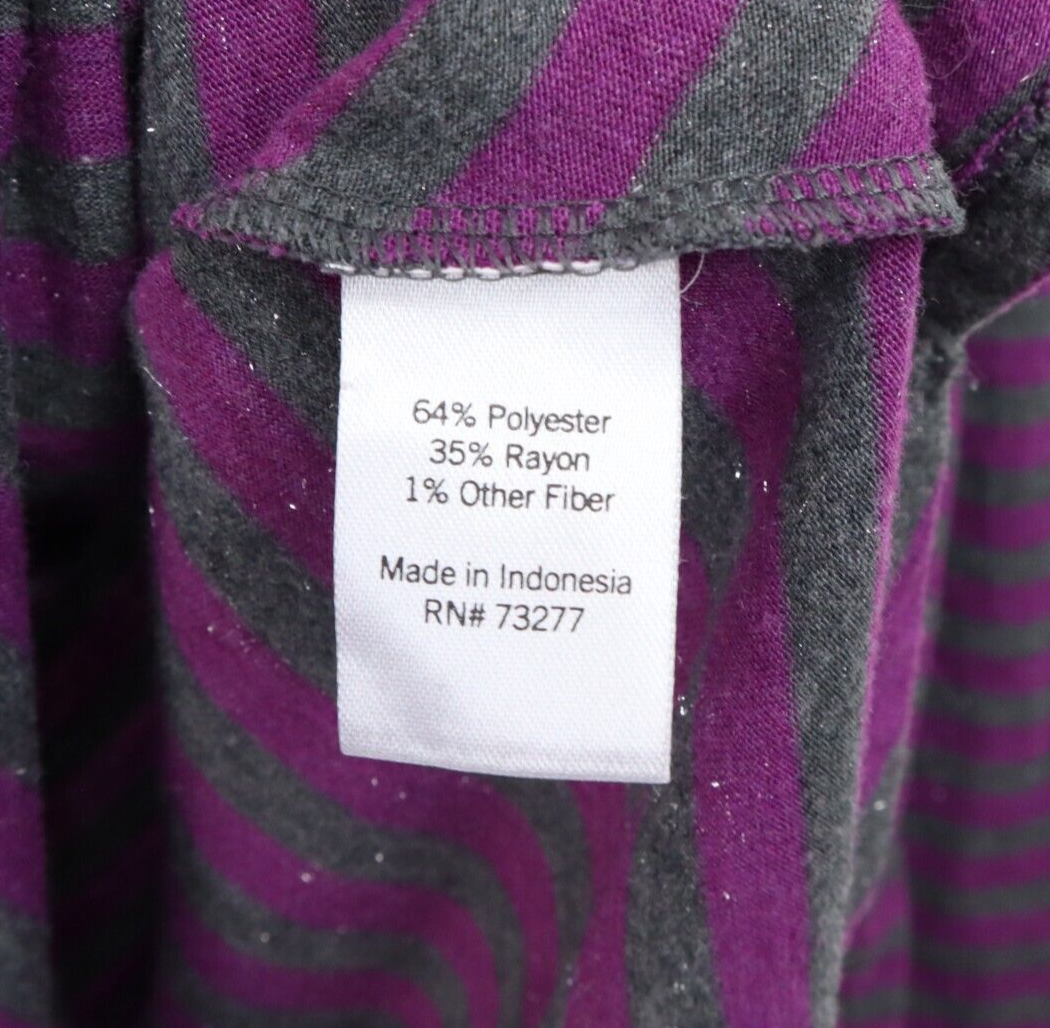 64% Polyester
35% Rayon
1% Other Fiber
Made in Indonesia
RN# 73277